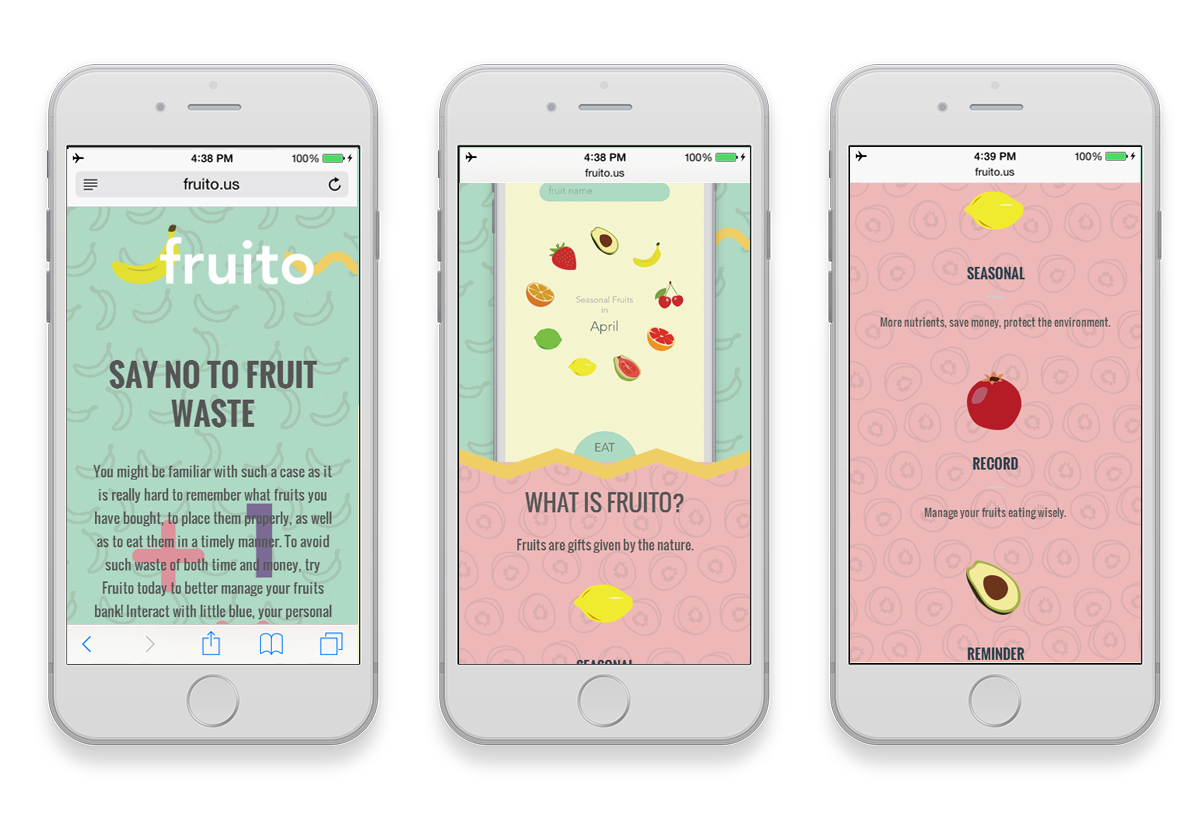 4:38 PM
100%
fruito.us
fruito
SAY NO TO FRUIT
WASTE
You might be familiar with such a case as it
is really hard to remember what fruits you
have bought, to place them properly, as well
as to eat them in a timely manner. To avoid
such waste of both time and money, try
Fruito today to better manage your fruits
bank! Interact with little blue, your personal
4:38 PM
100%
fruito.us
fruit name
Seasonal Fruits
in
April
EAT
WHAT IS FRUITO?
Fruits are gifts given by the nature.
SEASONAL
4:39 PM
100%
fruito.us
SEASONAL
More nutrients, save money, protect the environment.
RECORD
Manage your fruits eating wisely.
REMINDER